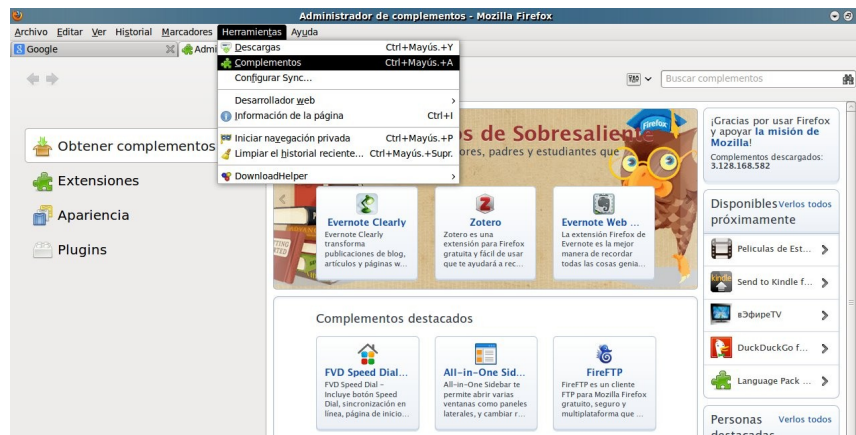 Administrador de complementos - Mozilla Firefox
Archivo Editar Ver Historial Marcadores Herramientas Ayuda
Google
Admi
Descargas Ctrl+Mayús.+Y
Complementos Ctrl+Mayús.+A
Configurar Sync...
Desarrollador web
Información de la página Ctrl+I
Iniciar navegación privada Ctrl+Mayús.+P
Limpiar el historial reciente... Ctrl+Mayús.+Supr.
DownloadHelper
Buscar complementos
Obtener complementos
Extensiones
Apariencia
Plugins
s de Sobresaliente
ores, padres y estudiantes que
Firefox
Evernote Clearly
Evernote Clearly
transforma
publicaciones de blog,
artículos y páginas w...
Zotero
Zotero es una
extensión para Firefox
gratuita y fácil de usar
que te ayudará a rec...
Evernote Web ...
La extensión Firefox de
Evernote es la mejor
manera de recordar
todas las cosas genia...
Complementos destacados
FVD Speed Dial...
FVD Speed Dial -
Incluye botón Speed
Dial, sincronización en
línea, página de inicio...
All-in-One Sid...
All-in-One Sidebar te
permite abrir varias
ventanas como paneles
laterales, y cambiar r...
FireFTP
FireFTP es un cliente
FTP para Mozilla Firefox
gratuito, seguro y
multiplataforma que ...
¡Gracias por usar Firefox
y apoyar la misión de
Mozilla!
Complementos descargados:
3.128.168.582
Disponibles Verlos todos
próximamente
Peliculas de Est...
kindle
Send to Kindle f...
вЭфиреTV
DuckDuckGo f...
Language Pack ...
Personas Verlos todos
destacadas